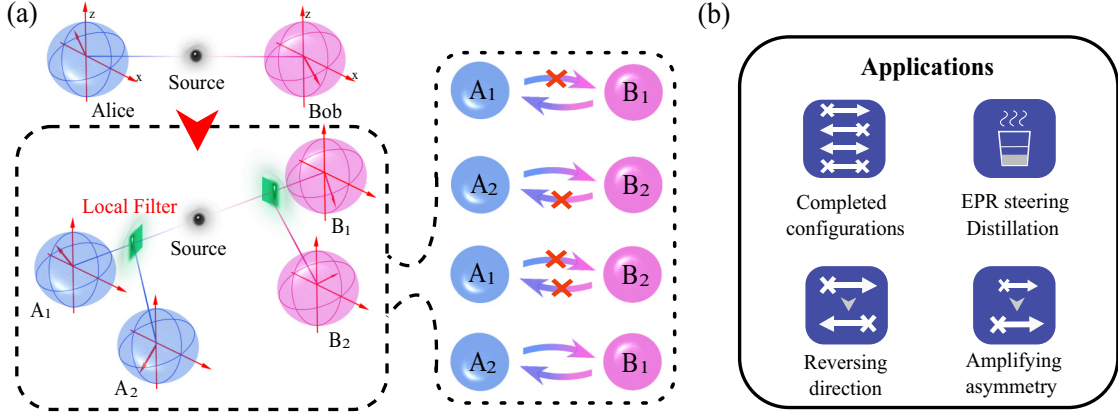 (a)
z
x
Alice
Source
z
x
Bob
Local Filter
Source
A1
A2
B1
B2
A1 B1
A2 B2
A1 B2
A2 B1
(b)
Applications
Completed
configurations
EPR steering
Distillation
Reversing
direction
Amplifying
asymmetry